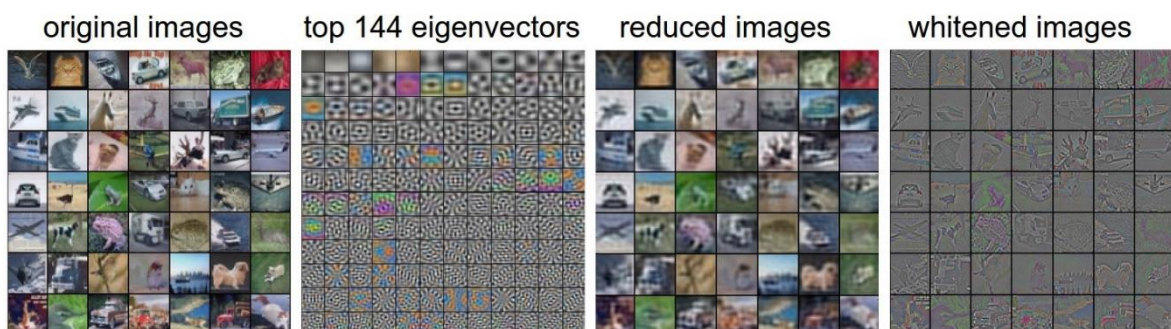 original images
top 144 eigenvectors
reduced images
whitened images